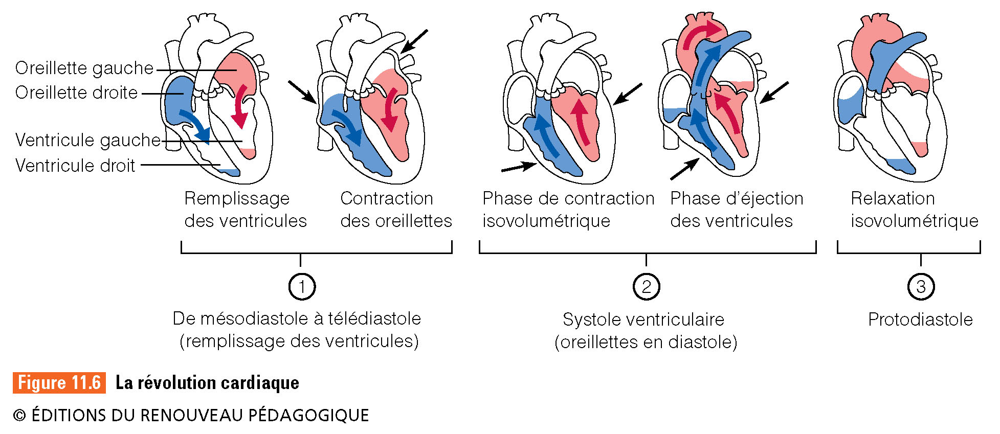 Oreillette gauche
Oreillette droite
Ventricule gauche
Ventricule droit
Remplissage
des ventricules
Contraction
des oreillettes
Phase de contraction
isovolumétrique
Phase d'éjection
des ventricules
Relaxation
isovolumétrique
1
De mésodiastole à télédiastole
(remplissage des ventricules)
2
Systole ventriculaire
(oreillettes en diastole)
3
Protodiastole
Figure 11.6 La révolution cardiaque
© ÉDITIONS DU RENOUVEAU PÉDAGOGIQUE